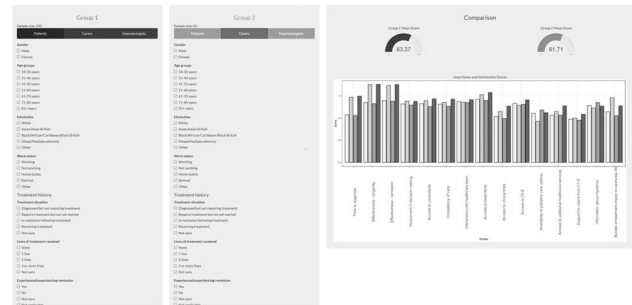 Group 1
Patients
Carers
Haematologists
Gender
Male
Female
Age groups
18-30 years
31-40 years
41-50 years
51-60 years
61-70 years
71-80 years
81+ years
Ethnicities
White
Asian/Asian British
Black/African/Caribbean/Black British
Mixed/Multiple ethnicity
Other
Work status
Working
Not working
Home duties
Retired
Other
Treatment history
Treatment situation
Diagnosed but not requiring treatment
Require treatment but not yet started
In remission following treatment
Receiving treatment
Not sure
Lines of treatment received
None
1 line
2 lines
3 or more lines
Not sure
Experienced/experiencing remission
Yes
No
Not sure
Group 2
Patients
Carers
Haematologists
Gender
Male
Female
Age groups
18-30 years
31-40 years
41-50 years
51-60 years
61-70 years
71-80 years
81+ years
Ethnicities
White
Asian/Asian British
Black/African/Caribbean/Black British
Mixed/Multiple ethnicity
Other
Work status
Working
Not working
Home duties
Retired
Other
Treatment history
Treatment situation
Diagnosed but not requiring treatment
Require treatment but not yet started
In remission following treatment
Receiving treatment
Not sure
Lines of treatment received
None
1 line
2 lines
3 or more lines
Not sure
Experienced/experiencing remission
Yes
No
Not sure
Comparison
Group 1 Mean Score
63.37
Group 2 Mean Score
61.71
Importance and Satisfaction Scores
Score
Time to diagnosis
Effectiveness - longevity
Effectiveness - remission
Involvement in decision making
Access to consultants
Consistency of care
Interactions with healthcare team
Access to treatments
Access to clinical trials
Access to CNS
Availability of palliative care options
Access to additional healthcare services
Support for carers
Information about myeloma
Burden of treatment impact on everyday life